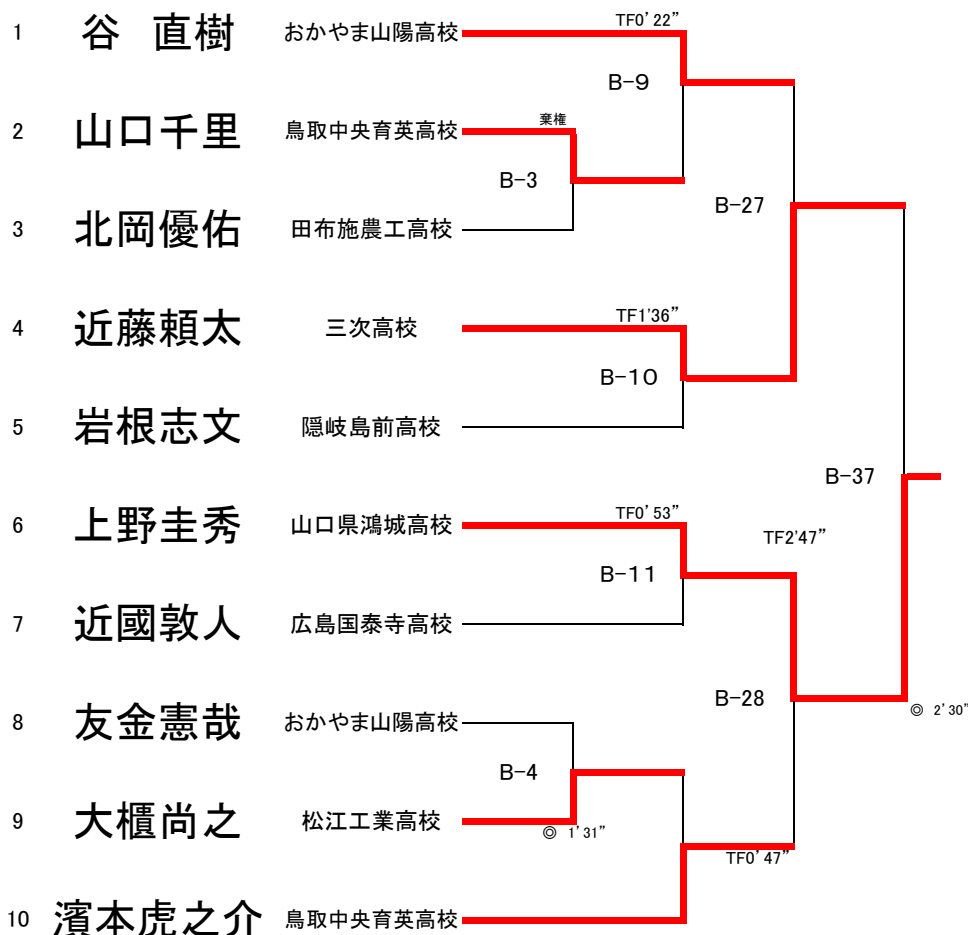 1 谷 直樹 おかやま山陽高校 TF0'22”
B-9
2 山口千里 鳥取中央育英高校 棄権
B-3
B-27
3 北岡優佑 田布施農工高校
4 近藤頼太 三次高校 TF1'36”
B-10
5 岩根志文 隠岐島前高校
B-37
6 上野圭秀 山口県鴻城高校 TF0'53”
TF2'47”
B-11
7 近國敦人 広島国泰寺高校
B-28
8 友金憲哉 おかやま山陽高校 ◎ 2'30”
B-4
9 大櫃尚之 松江工業高校 ◎ 1'31”
TF0'47”
10 濱本虎之介 鳥取中央育英高校